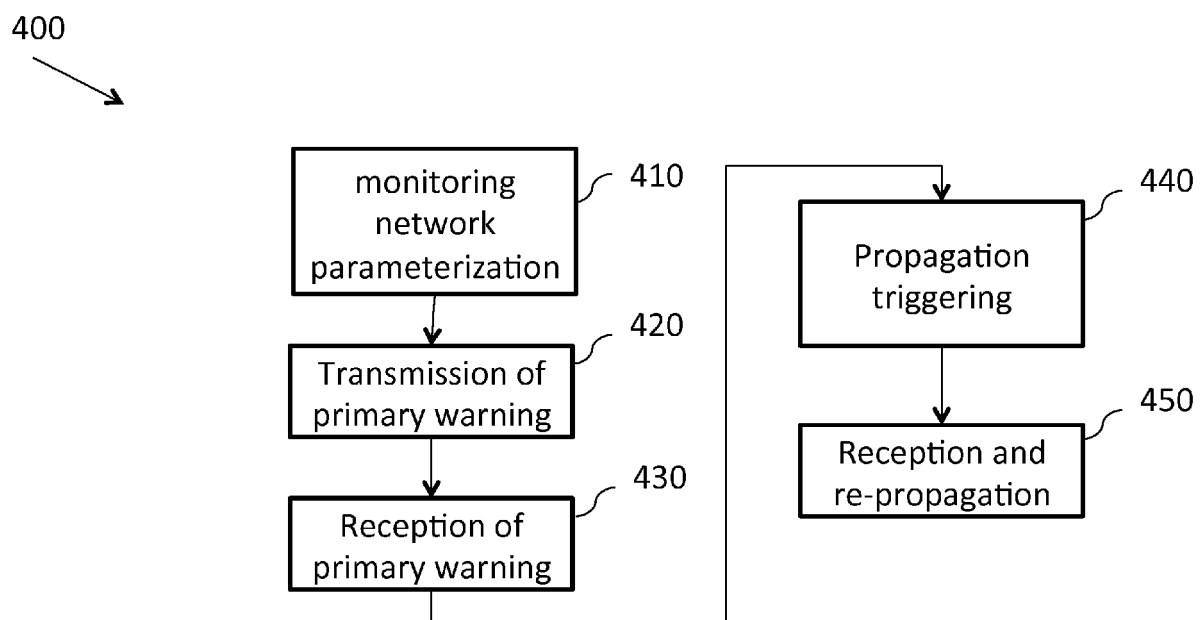 400
monitoring
network
parameterization
410
Transmission of
primary warning
420
Reception of
primary warning
430
Propagation
triggering
440
Reception and
re-propagation
450